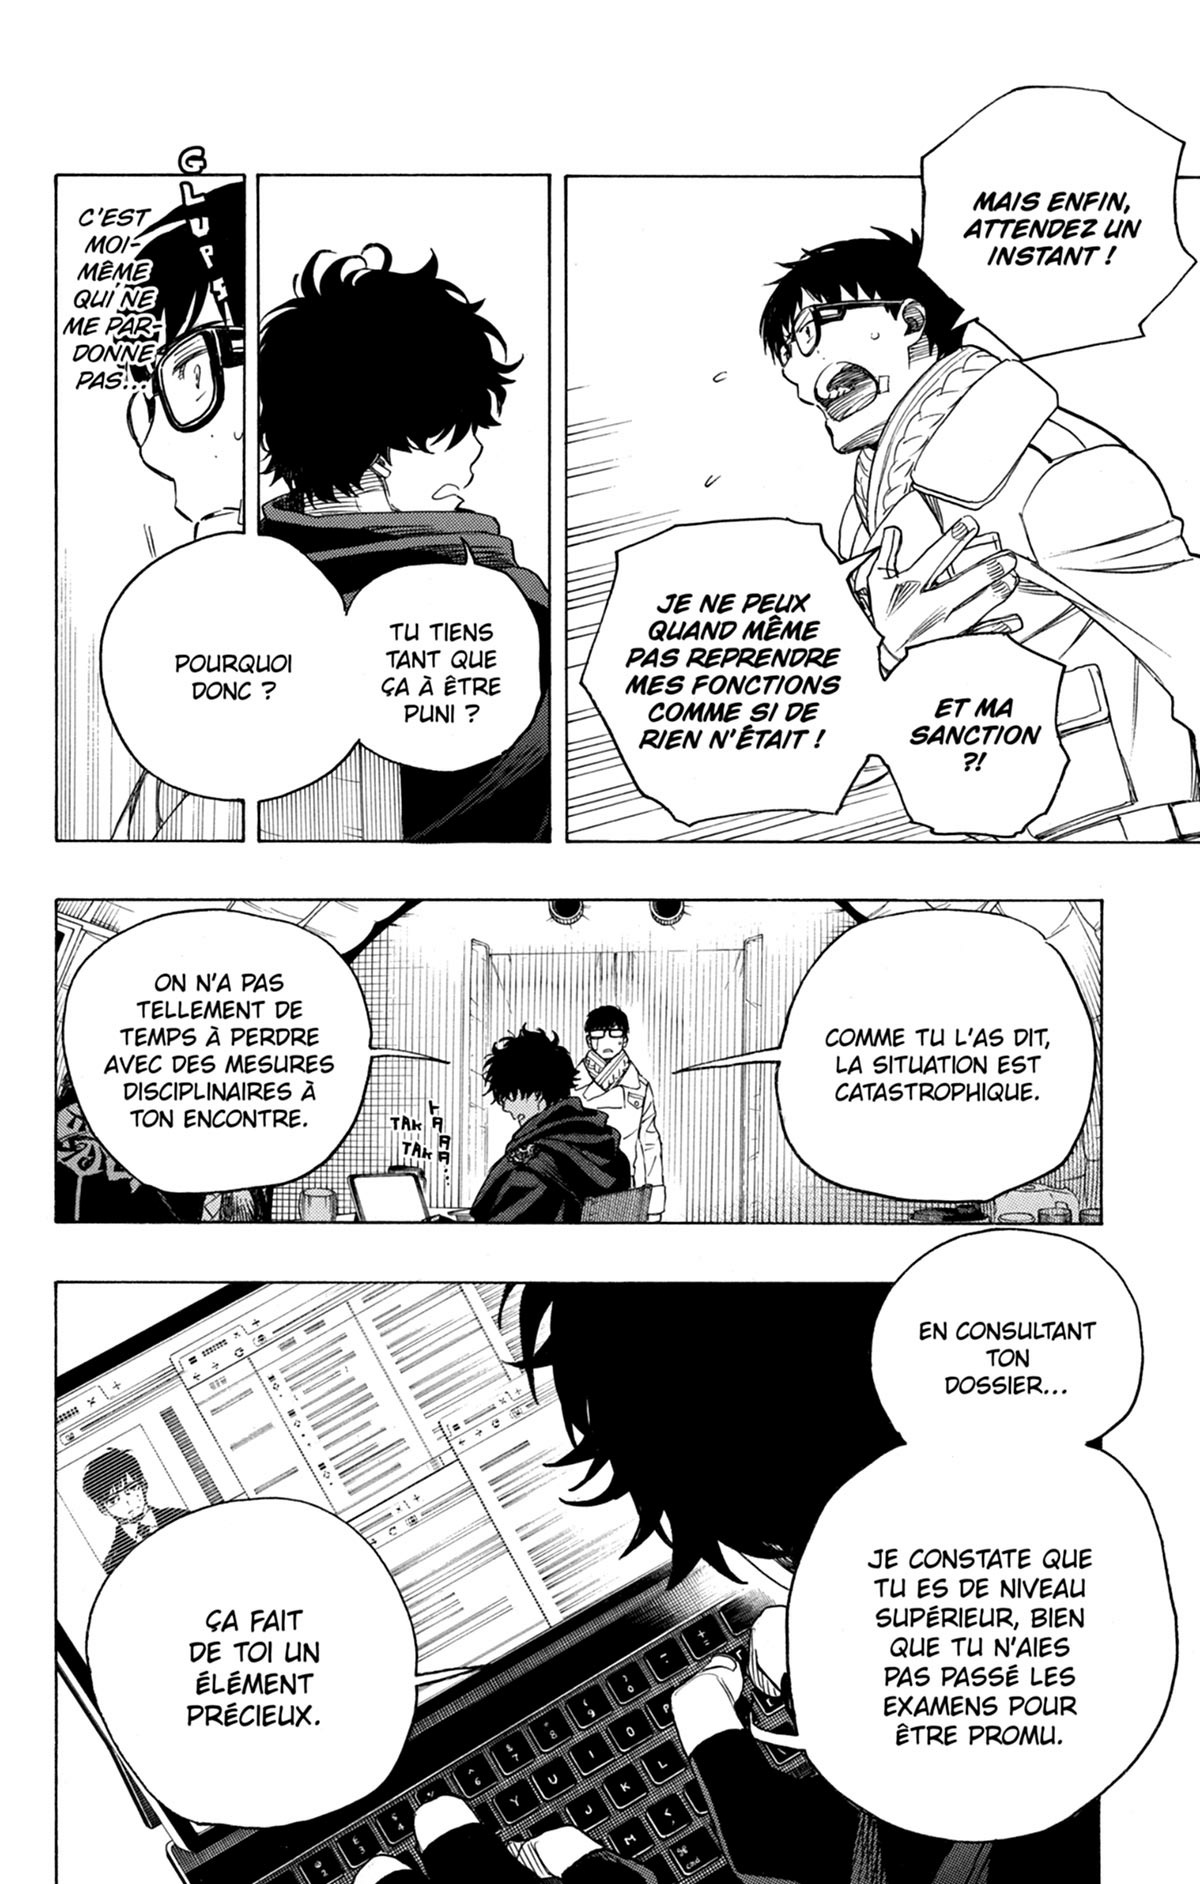 MAIS ENFIN,
ATTENDEZ UN
INSTANT !
ET MA
SANCTION
?!
JE NE PEUX
QUAND MÊME
PAS REPRENDRE
MES FONCTIONS
COMME SI DE
RIEN N'ÉTAIT !
TU TIENS
TANT QUE
ÇA À ÊTRE
PUNI ?
POURQUOI
DONC ?
GLUPS
C'EST
MOI-
MÊME
QUI NE
ME PAR-
DONNE
PAS...
COMME TU L'AS DIT,
LA SITUATION EST
CATASTROPHIQUE.
ON N'A PAS
TELLEMENT DE
TEMPS À PERDRE
AVEC DES MESURES
DISCIPLINAIRES À
TON ENCONTRE.
TAK
TAK
EN CONSULTANT
TON
DOSSIER...
JE CONSTATE QUE
TU ES DE NIVEAU
SUPÉRIEUR, BIEN
QUE TU N'AIES
PAS PASSÉ LES
EXAMENS POUR
ÊTRE PROMU.
ÇA FAIT
DE TOI UN
ÉLÉMENT
PRÉCIEUX.